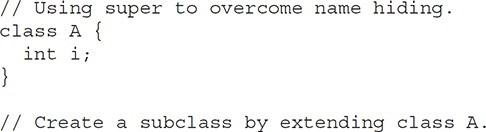 // Using super to overcome name hiding.
class A {
  int i;
}

// Create a subclass by extending class A.